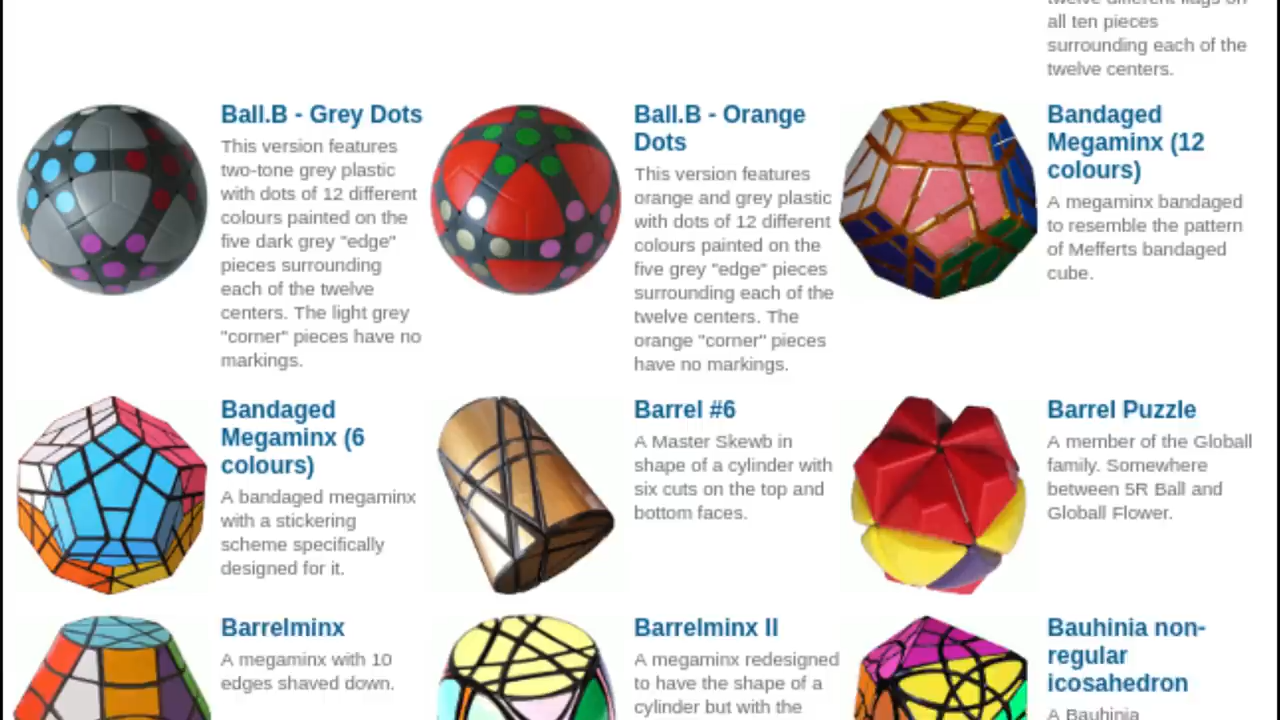 twelve different flags on
all ten pieces
surrounding each of the
twelve centers.
Ball.B - Grey Dots
This version features
two-tone grey plastic
with dots of 12 different
colours painted on the
five dark grey "edge"
pieces surrounding
each of the twelve
centers. The light grey
"corner" pieces have no
markings.
Ball.B - Orange
Dots
This version features
orange and grey plastic
with dots of 12 different
colours painted on the
five grey "edge" pieces
surrounding each of the
twelve centers. The
orange "corner" pieces
have no markings.
Bandaged
Megaminx (12
colours)
A megaminx bandaged
to resemble the pattern
of Mefferts bandaged
cube.
Bandaged
Megaminx (6
colours)
A bandaged megaminx
with a stickering
scheme specifically
designed for it.
Barrel #6
A Master Skewb in
shape of a cylinder with
six cuts on the top and
bottom faces.
Barrel Puzzle
A member of the Globall
family. Somewhere
between 5R Ball and
Globall Flower.
Barrelminx
A megaminx with 10
edges shaved down.
Barrelminx II
A megaminx redesigned
to have the shape of a
cylinder but with the
Bauhinia non-
regular
icosahedron
A Bauhinia